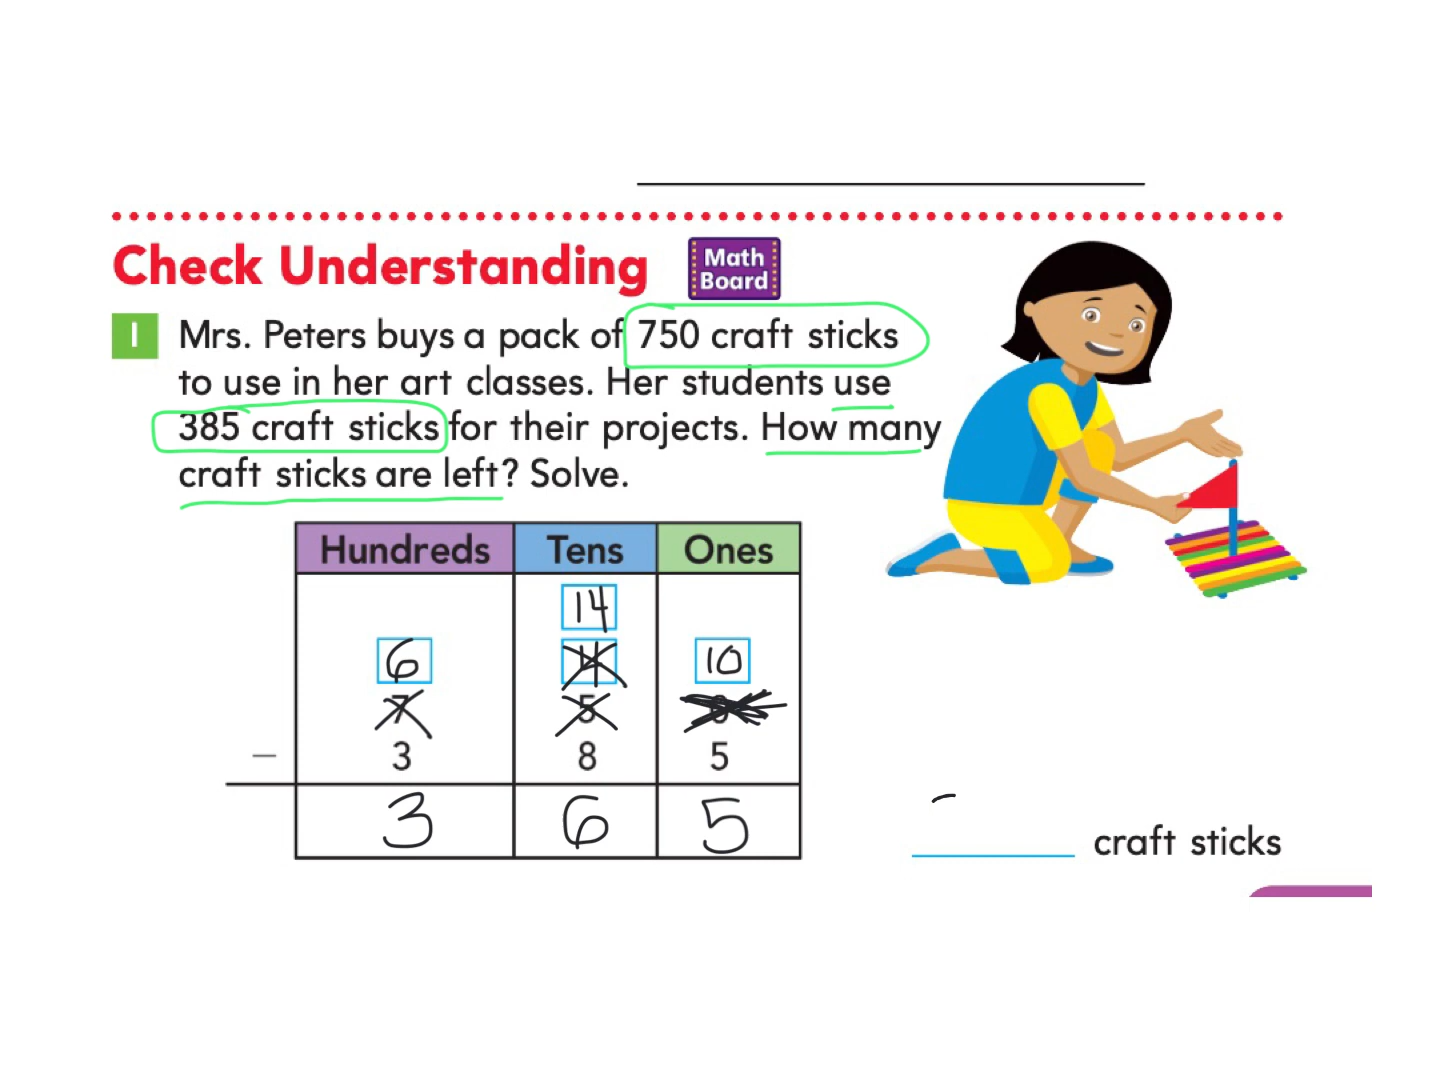 Check Understanding
Math
Board
1 Mrs. Peters buys a pack of 750 craft sticks
to use in her art classes. Her students use
385 craft sticks for their projects. How many
craft sticks are left? Solve.
Hundreds Tens Ones
14
6 10
7 5
− 3 8 5
3 6 5
craft sticks